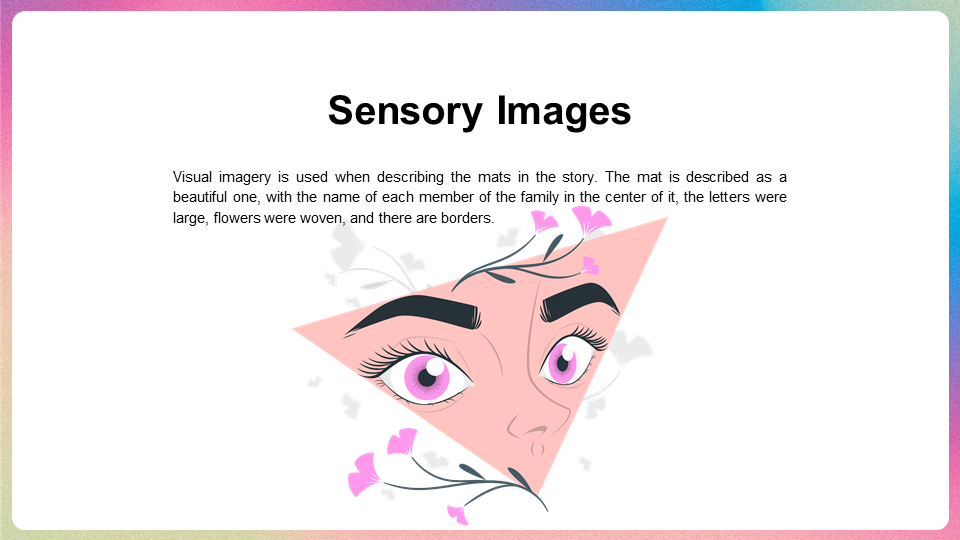 Sensory Images
Visual imagery is used when describing the mats in the story. The mat is described as a
beautiful one, with the name of each member of the family in the center of it, the letters were
large, flowers were woven, and there are borders.